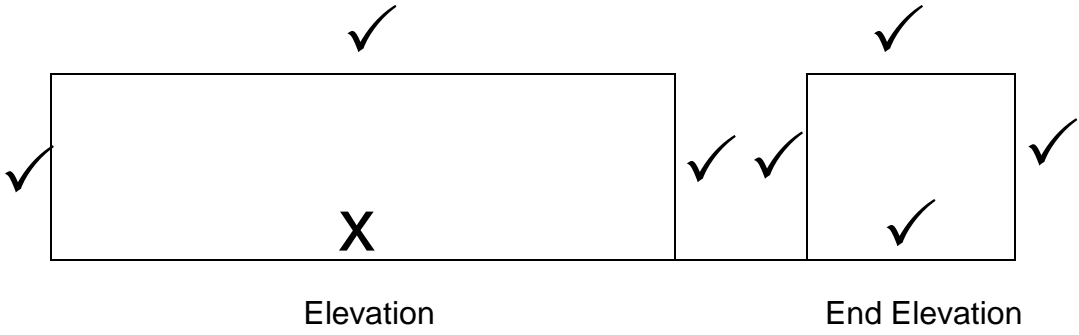 ✓ ✓
✓ ✓ ✓ ✓
X ✓
Elevation End Elevation